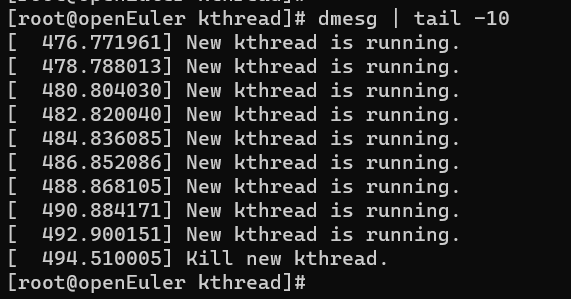 [root@openEuler kthread]# dmesg | tail -10
[  476.771961] New kthread is running.
[  478.788013] New kthread is running.
[  480.804030] New kthread is running.
[  482.820040] New kthread is running.
[  484.836085] New kthread is running.
[  486.852086] New kthread is running.
[  488.868105] New kthread is running.
[  490.884171] New kthread is running.
[  492.900151] New kthread is running.
[  494.510005] Kill new kthread.
[root@openEuler kthread]#